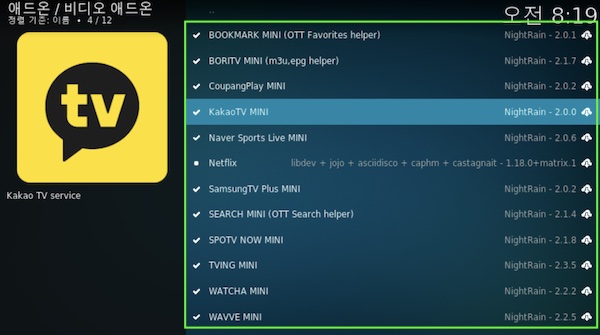 애드온 / 비디오 애드온
정렬 기준: 이름 • 4 / 12
오전 8:19
..
BOOKMARK MINI (OTT Favorites helper) NightRain - 2.0.1
BORITV MINI (m3u,epg helper) NightRain - 2.1.7
CoupangPlay MINI NightRain - 2.0.2
KakaoTV MINI NightRain - 2.0.0
Naver Sports Live MINI NightRain - 2.0.6
Netflix libdev + jojo + asciidisco + caphm + castagnait - 1.18.0+matrix.1
SamsungTV Plus MINI NightRain - 2.0.2
SEARCH MINI (OTT Search helper) NightRain - 2.1.4
SPOTV NOW MINI NightRain - 2.1.8
TVING MINI NightRain - 2.3.5
WATCHA MINI NightRain - 2.2.2
WAVVE MINI NightRain - 2.2.5
tv
Kakao TV service